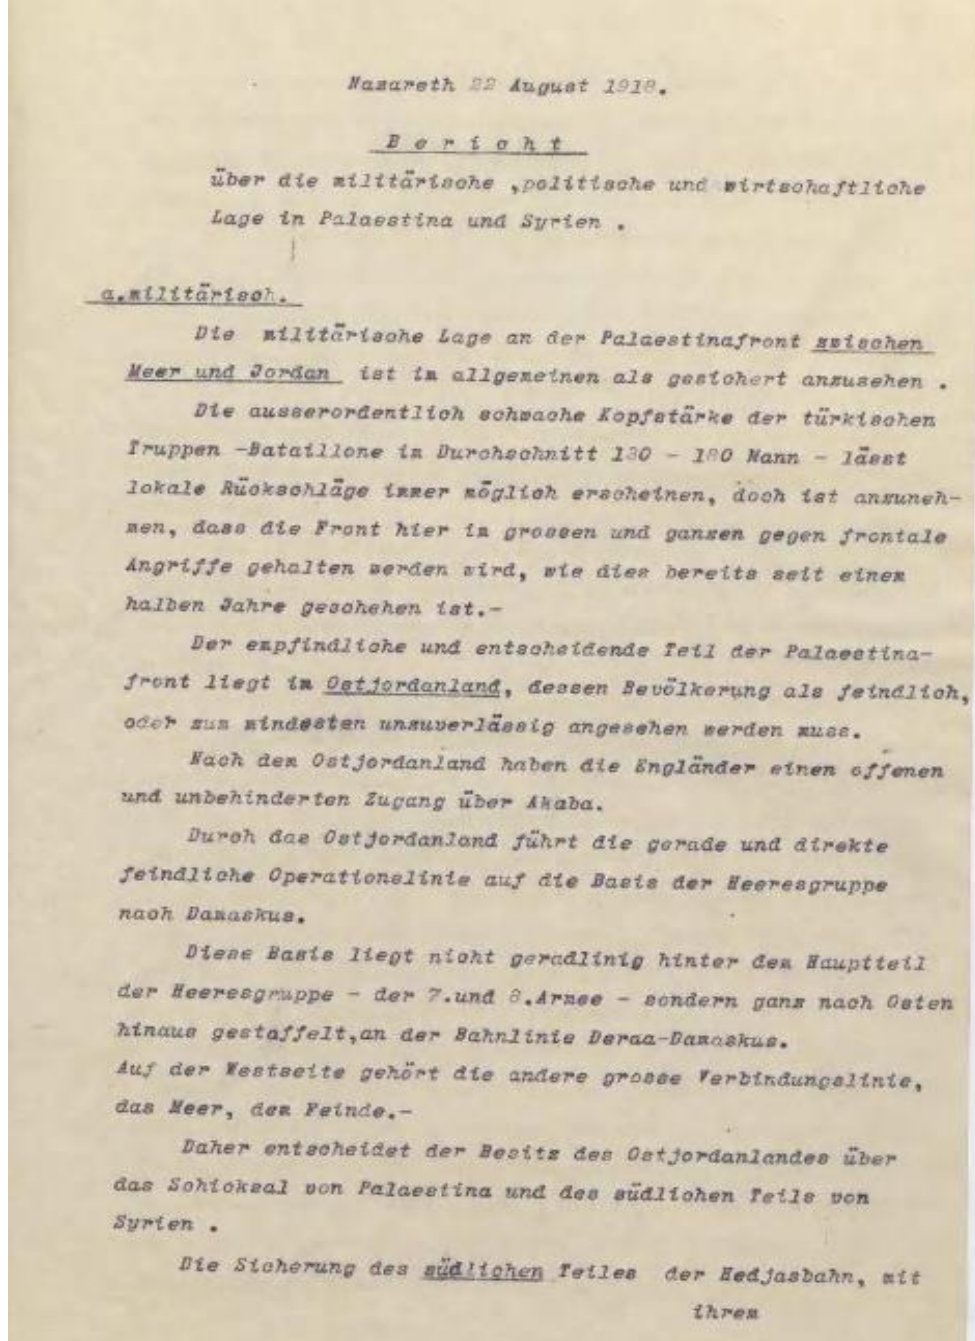 Nazareth 22 August 1918.
Bericht
über die militärische ,politische und wirtschaftliche
Lage in Palaestina und Syrien .
a.militärisch.
Die militärische Lage an der Palaestinafront zwischen
Meer und Jordan ist im allgemeinen als gesichert anzusehen .
Die ausserordentlich schwache Kopfstärke der türkischen
Truppen -Bataillone im Durchschnitt 130 - 180 Mann - lässt
lokale Rückschläge immer möglich erscheinen, doch ist anzuneh-
men, dass die Front hier im grossen und ganzen gegen frontale
Angriffe gehalten werden wird, wie dies bereits seit einem
halben Jahre geschehen ist.-
Der empfindliche und entscheidende Teil der Palaestina-
front liegt im Ostjordanland, dessen Bevölkerung als feindlich,
oder zum mindesten unzuverlässig angesehen werden muss.
Nach dem Ostjordanland haben die Engländer einen offenen
und unbehinderten Zugang über Akaba.
Durch das Ostjordanland führt die gerade und direkte
feindliche Operationslinie auf die Basis der Heeresgruppe
nach Damaskus.
Diese Basis liegt nicht geradlinig hinter dem Hauptteil
der Heeresgruppe - der 7.und 8.Armee - sondern ganz nach Osten
hinaus gestaffelt,an der Bahnlinie Deraa-Damaskus.
Auf der Westseite gehört die andere grosse Verbindungslinie,
das Meer, dem Feinde.-
Daher entscheidet der Besitz des Ostjordanlandes über
das Schicksal von Palaestina und des südlichen Teils von
Syrien .
Die Sicherung des südlichen Teiles der Hedjasbahn, mit
ihrem